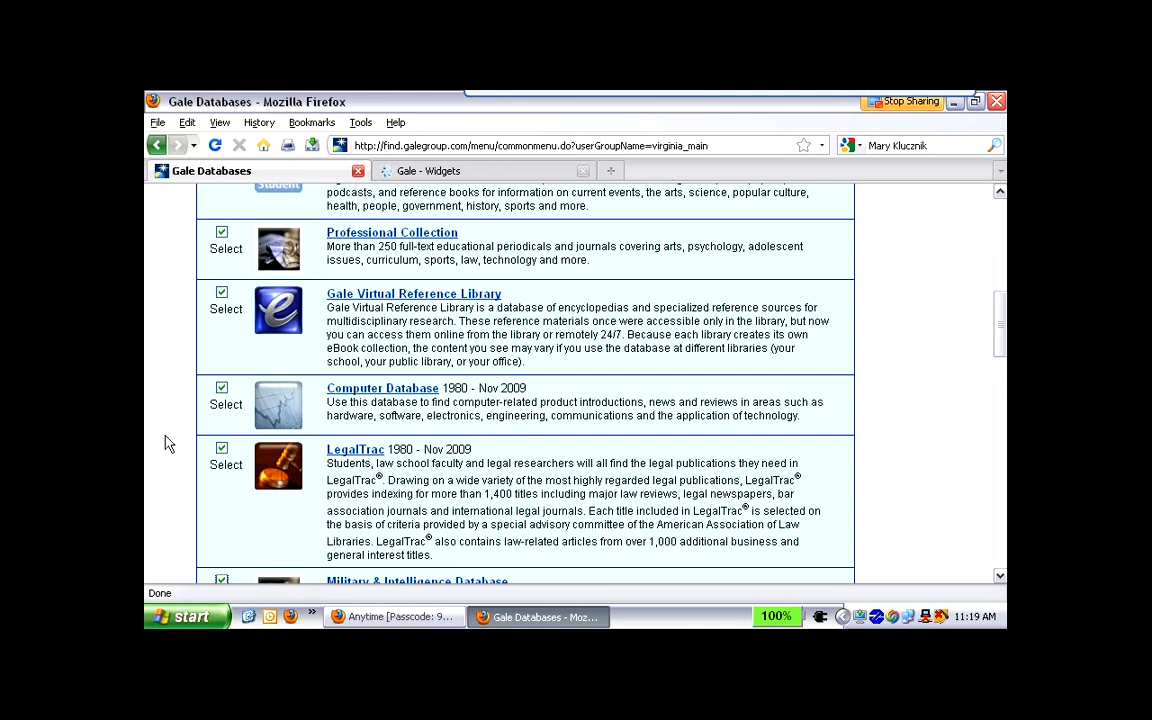 Gale Databases - Mozilla Firefox
Stop Sharing
File Edit View History Bookmarks Tools Help
http://find.galegroup.com/menu/commonmenu.do?userGroupName=virginia_main
Mary Klucznik
Gale Databases
Gale - Widgets
Student
podcasts, and reference books for information on current events, the arts, science, popular culture,
health, people, government, history, sports and more.
Select
Professional Collection
More than 250 full-text educational periodicals and journals covering arts, psychology, adolescent
issues, curriculum, sports, law, technology and more.
Select
Gale Virtual Reference Library
Gale Virtual Reference Library is a database of encyclopedias and specialized reference sources for
multidisciplinary research. These reference materials once were accessible only in the library, but now
you can access them online from the library or remotely 24/7. Because each library creates its own
eBook collection, the content you see may vary if you use the database at different libraries (your
school, your public library, or your office).
Select
Computer Database 1980 - Nov 2009
Use this database to find computer-related product introductions, news and reviews in areas such as
hardware, software, electronics, engineering, communications and the application of technology.
Select
LegalTrac 1980 - Nov 2009
Students, law school faculty and legal researchers will all find the legal publications they need in
LegalTrac®. Drawing on a wide variety of the most highly regarded legal publications, LegalTrac®
provides indexing for more than 1,400 titles including major law reviews, legal newspapers, bar
association journals and international legal journals. Each title included in LegalTrac® is selected on
the basis of criteria provided by a special advisory committee of the American Association of Law
Libraries. LegalTrac® also contains law-related articles from over 1,000 additional business and
general interest titles.
Military & Intelligence Database
Done
start
Anytime [Passcode: 9...
Gale Databases - Moz...
100%
11:19 AM